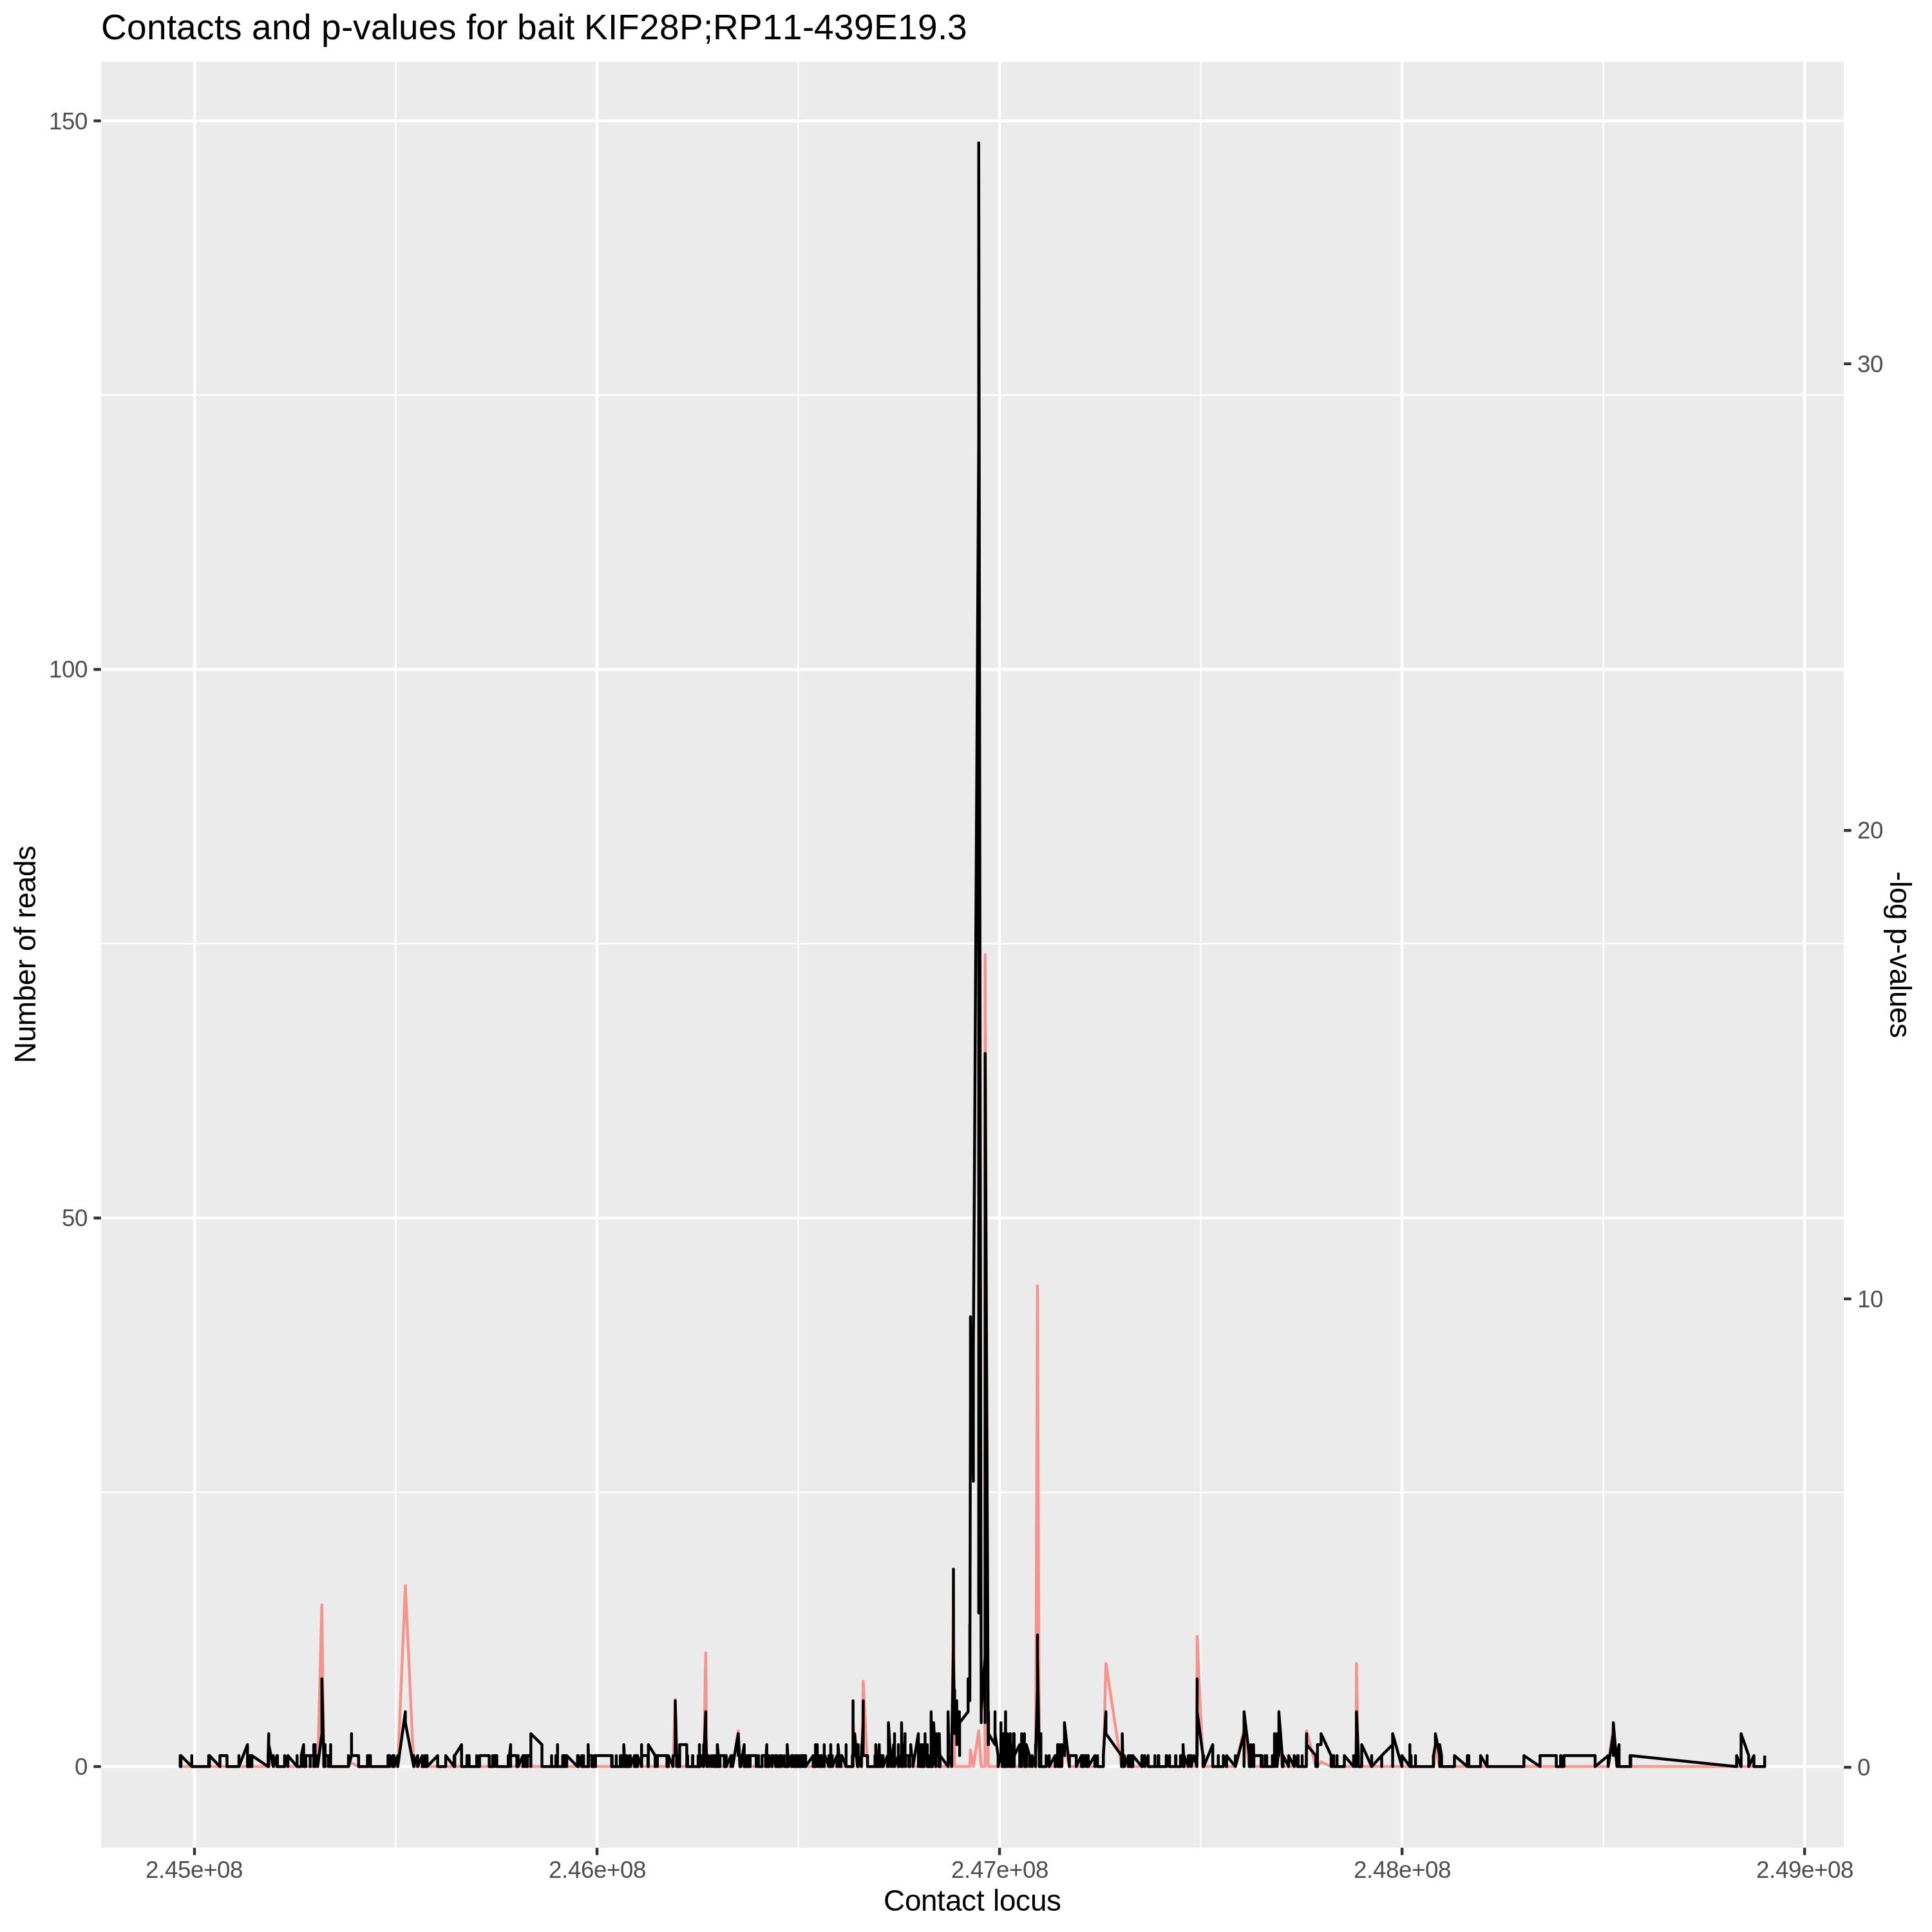 Contacts and p-values for bait KIF28P;RP11-439E19.3
150
100
50
0
Number of reads
30
20
10
0
-log p-values
2.45e+08
2.46e+08
2.47e+08
2.48e+08
2.49e+08
Contact locus